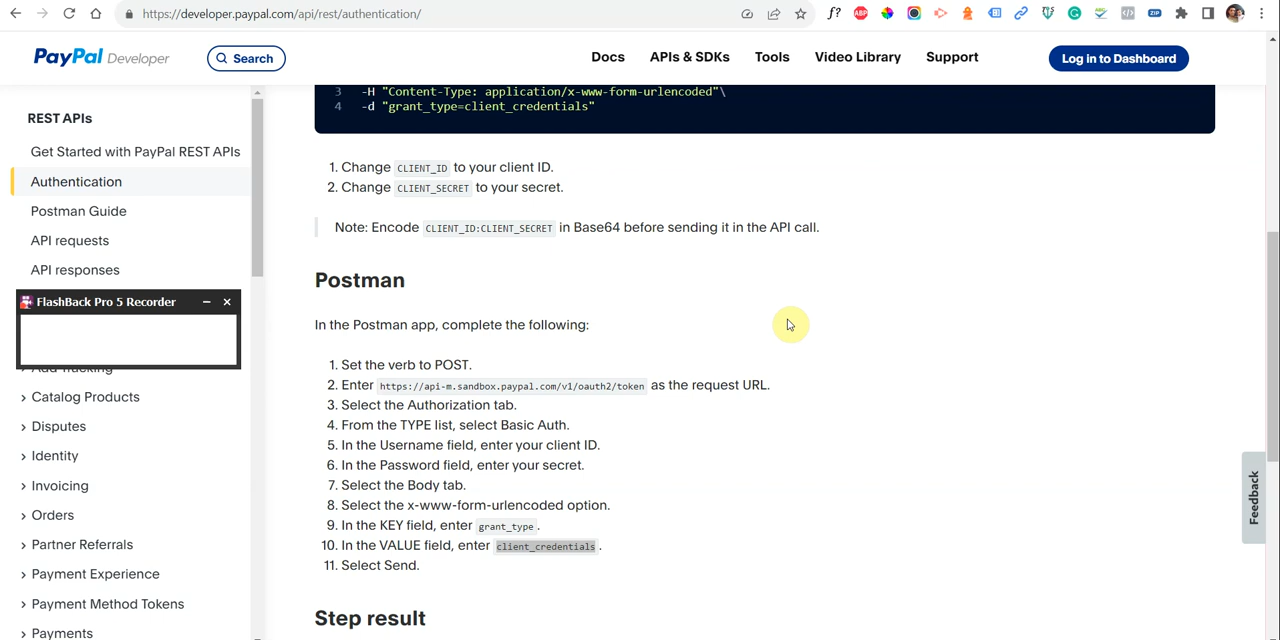 https://developer.paypal.com/api/rest/authentication/
f?
ABP
ZIP
PayPal Developer
Search
Docs
APIs & SDKs
Tools
Video Library
Support
Log in to Dashboard
REST APIs
Get Started with PayPal REST APIs
Authentication
Postman Guide
API requests
API responses
FlashBack Pro 5 Recorder
Add Tracking
Catalog Products
Disputes
Identity
Invoicing
Orders
Partner Referrals
Payment Experience
Payment Method Tokens
Payments
3 -H "Content-Type: application/x-www-form-urlencoded"\
4 -d "grant_type=client_credentials"
1. Change CLIENT_ID to your client ID.
2. Change CLIENT_SECRET to your secret.
Note: Encode CLIENT_ID:CLIENT_SECRET in Base64 before sending it in the API call.
Postman
In the Postman app, complete the following:
1. Set the verb to POST.
2. Enter https://api-m.sandbox.paypal.com/v1/oauth2/token as the request URL.
3. Select the Authorization tab.
4. From the TYPE list, select Basic Auth.
5. In the Username field, enter your client ID.
6. In the Password field, enter your secret.
7. Select the Body tab.
8. Select the x-www-form-urlencoded option.
9. In the KEY field, enter grant_type.
10. In the VALUE field, enter client_credentials.
11. Select Send.
Step result
Feedback